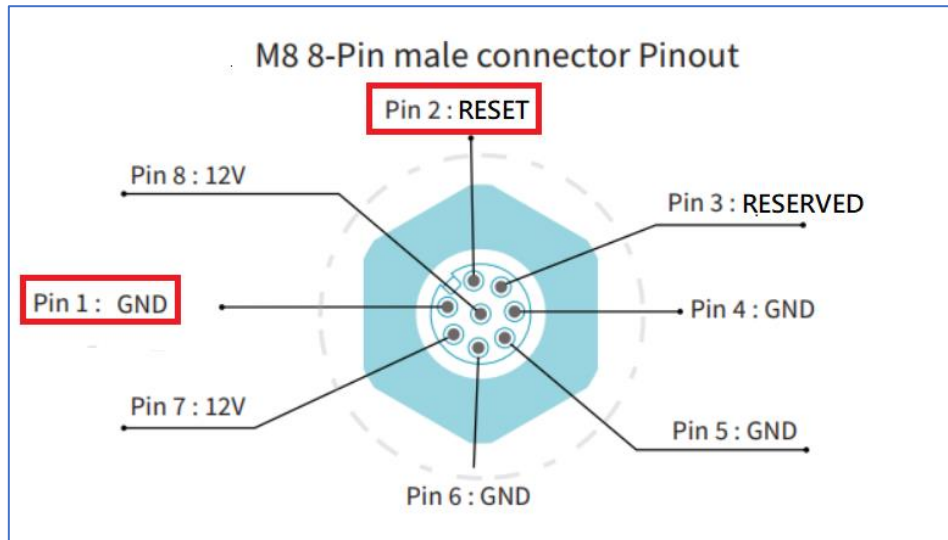 M8 8-Pin male connector Pinout
Pin 2 : RESET
Pin 8 : 12V
Pin 3 : RESERVED
Pin 1 : GND
Pin 4 : GND
Pin 7 : 12V
Pin 5 : GND
Pin 6 : GND